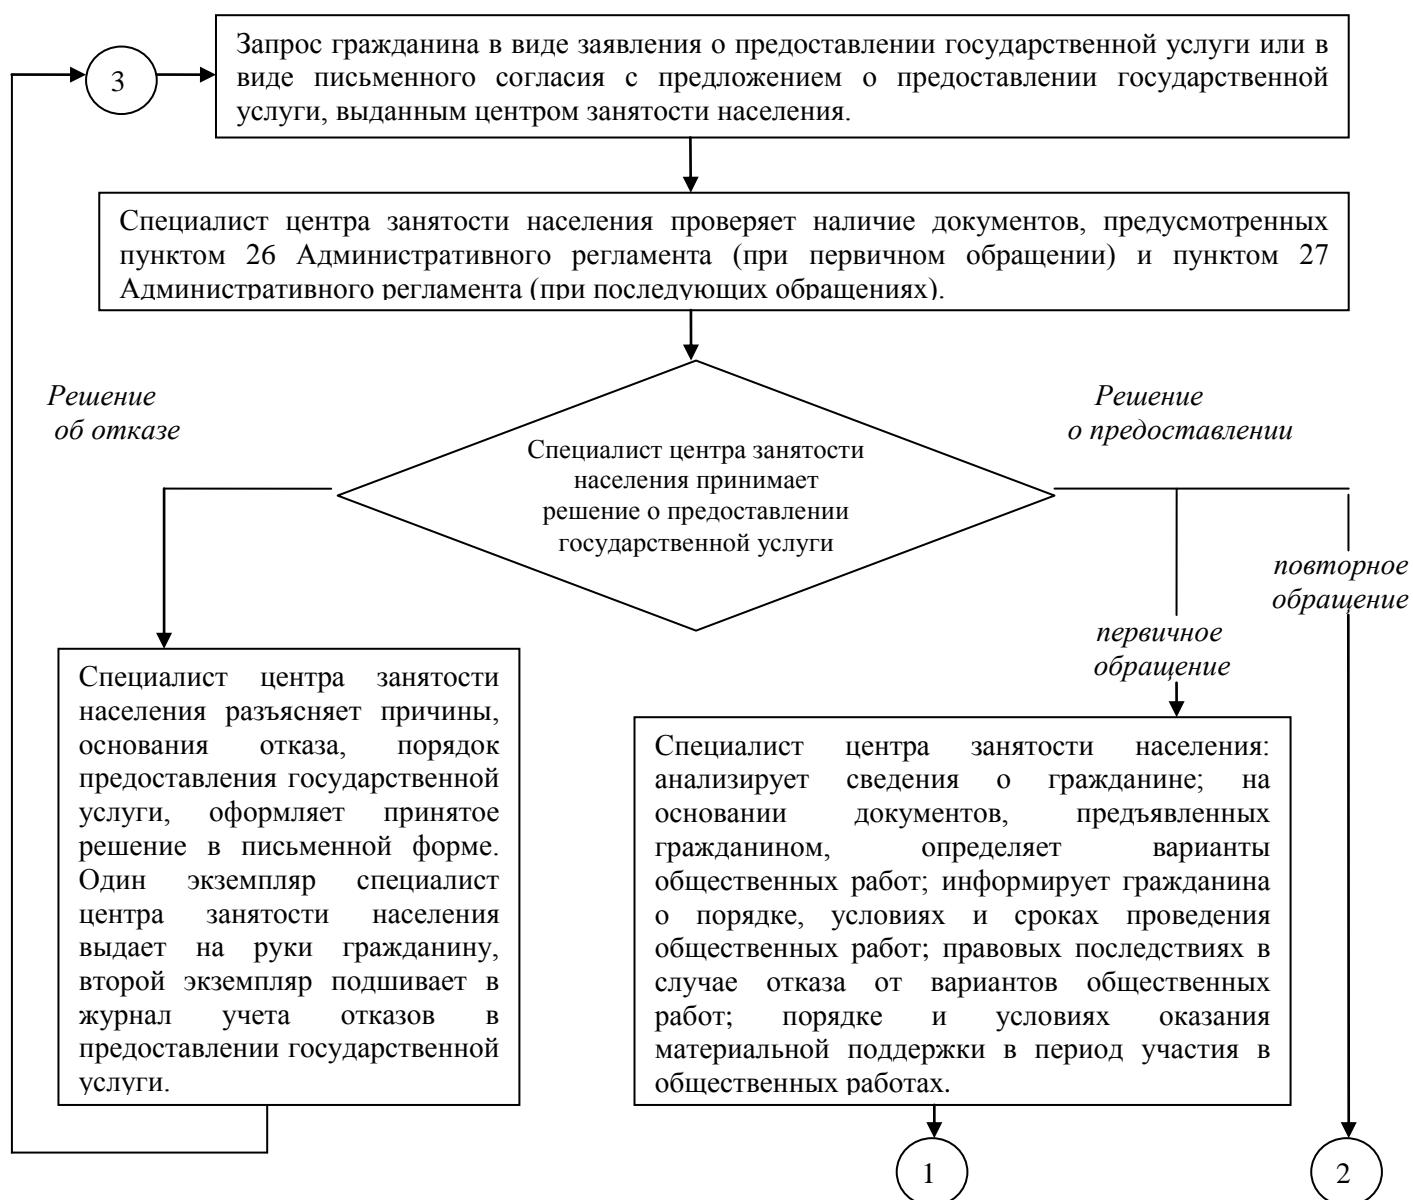 3
Запрос гражданина в виде заявления о предоставлении государственной услуги или в
виде письменного согласия с предложением о предоставлении государственной
услуги, выданным центром занятости населения.
Специалист центра занятости населения проверяет наличие документов, предусмотренных
пунктом 26 Административного регламента (при первичном обращении) и пунктом 27
Административного регламента (при последующих обращениях).
Решение
об отказе
Специалист центра занятости
населения принимает
решение о предоставлении
государственной услуги
Решение
о предоставлении
повторное
обращение
первичное
обращение
Специалист центра занятости
населения разъясняет причины,
основания отказа, порядок
предоставления государственной
услуги, оформляет принятое
решение в письменной форме.
Один экземпляр специалист
центра занятости населения
выдает на руки гражданину,
второй экземпляр подшивает в
журнал учета отказов в
предоставлении государственной
услуги.
Специалист центра занятости населения:
анализирует сведения о гражданине; на
основании документов, предъявленных
гражданином, определяет варианты
общественных работ; информирует гражданина
о порядке, условиях и сроках проведения
общественных работ; правовых последствиях в
случае отказа от вариантов общественных
работ; порядке и условиях оказания
материальной поддержки в период участия в
общественных работах.
1
2